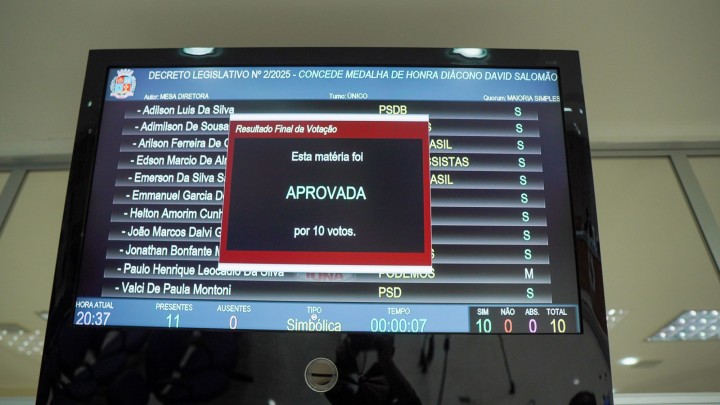 DECRETO LEGISLATIVO Nº 2/2025 - CONCEDE MEDALHA DE HONRA DIÁCONO DAVID SALOMÃO
Autor: MESA DIRETORA Turno: ÚNICO Quorum: MAIORIA SIMPLES
- Adilson Luis Da Silva PSDB S
- Adimilson De Sousa S
- Arilson Ferreira De ASIL S
- Edson Marcio De SSISTAS S
- Emerson Da Silva ASIL S
- Emmanuel Garcia S
- Helton Amorim S
- João Marcos Dalvi S
- Jonathan Bonfante S
- Paulo Henrique Leocádio Da Silva PODEMOS M
- Valci De Paula Montoni PSD S
Resultado Final da Votação
Esta matéria foi
APROVADA
por 10 votos.
HORA ATUAL PRESENTES AUSENTES TIPO TEMPO SIM NÃO ABS. TOTAL
20:37 11 0 Simbólica 00:00:07 10 0 0 10